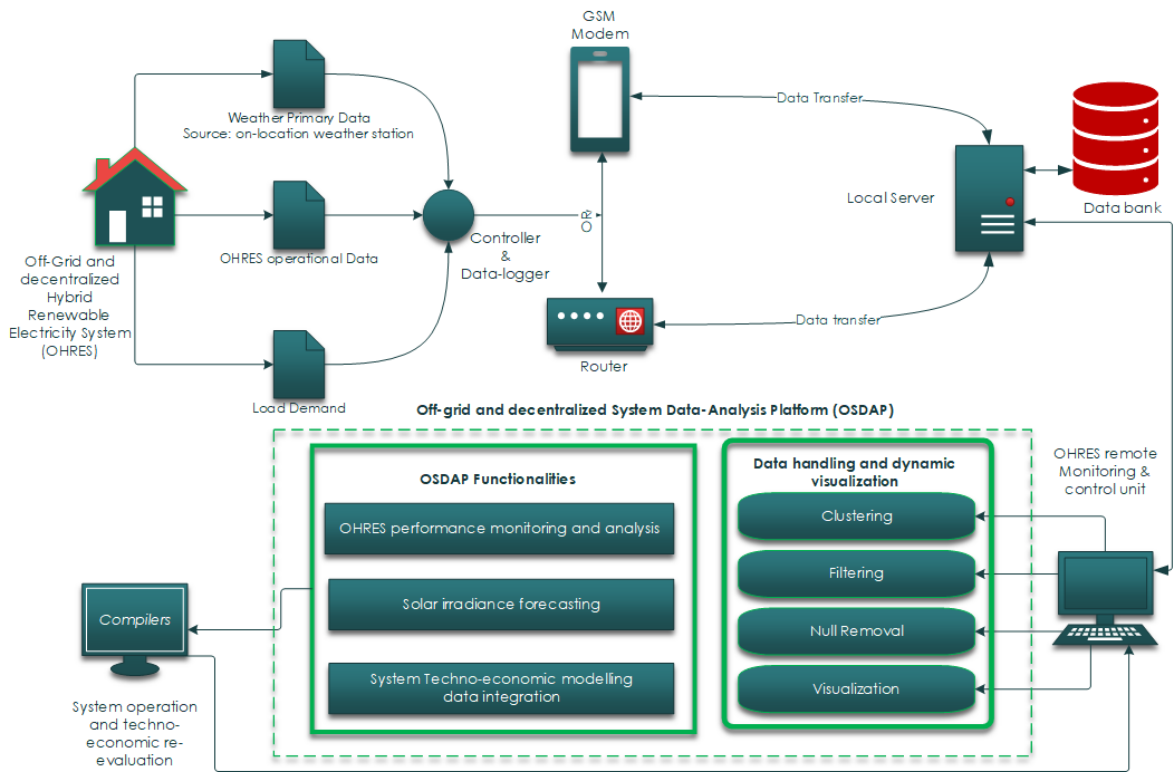 GSM
Modem
Weather Primary Data
Source: on-location weather station
Data Transfer
OHRES operational Data
Controller
&
Data-logger
OR
Local Server
Data bank
Off-Grid and
decentralized
Hybrid
Renewable
Electricity System
(OHRES)
Data transfer
Router
Load Demand
Off-grid and decentralized System Data-Analysis Platform (OSDAP)
OSDAP Functionalities
OHRES performance monitoring and analysis
Solar irradiance forecasting
System Techno-economic modelling
data integration
Data handling and dynamic
visualization
Clustering
Filtering
Null Removal
Visualization
OHRES remote
Monitoring &
control unit
Compilers
System operation
and techno-
economic re-
evaluation